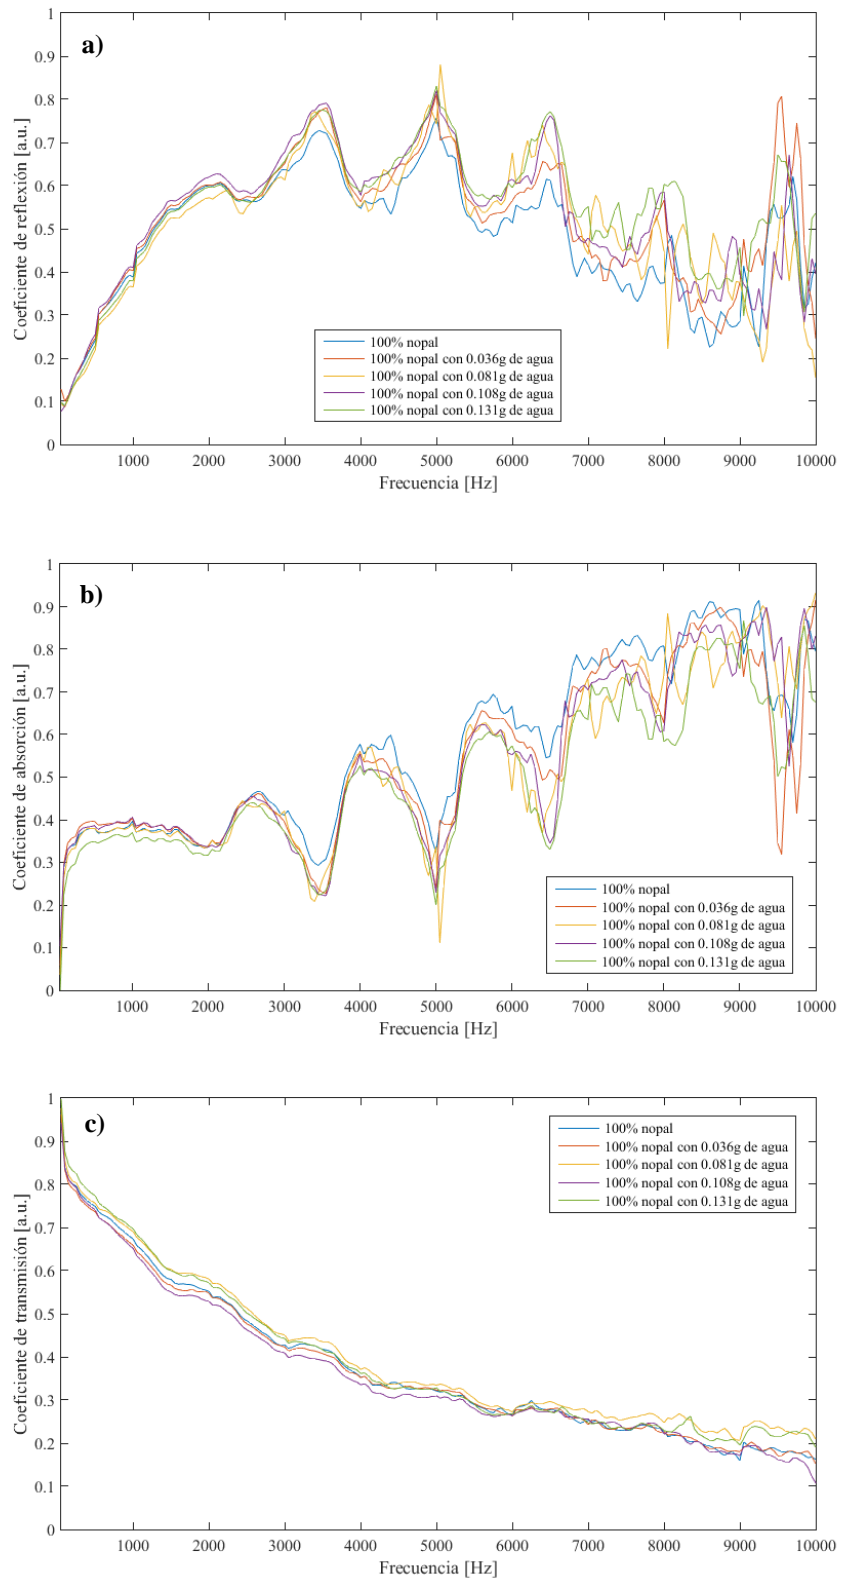 a)
Coeficiente de reflexión [a.u.]
1
0.9
0.8
0.7
0.6
0.5
0.4
0.3
0.2
0.1
0
100% nopal
100% nopal con 0.036g de agua
100% nopal con 0.081g de agua
100% nopal con 0.108g de agua
100% nopal con 0.131g de agua
1000 2000 3000 4000 5000 6000 7000 8000 9000 10000
Frecuencia [Hz]
b)
Coeficiente de absorción [a.u.]
1
0.9
0.8
0.7
0.6
0.5
0.4
0.3
0.2
0.1
0
100% nopal
100% nopal con 0.036g de agua
100% nopal con 0.081g de agua
100% nopal con 0.108g de agua
100% nopal con 0.131g de agua
1000 2000 3000 4000 5000 6000 7000 8000 9000 10000
Frecuencia [Hz]
c)
Coeficiente de transmisión [a.u.]
1
0.9
0.8
0.7
0.6
0.5
0.4
0.3
0.2
0.1
0
100% nopal
100% nopal con 0.036g de agua
100% nopal con 0.081g de agua
100% nopal con 0.108g de agua
100% nopal con 0.131g de agua
1000 2000 3000 4000 5000 6000 7000 8000 9000 10000
Frecuencia [Hz]